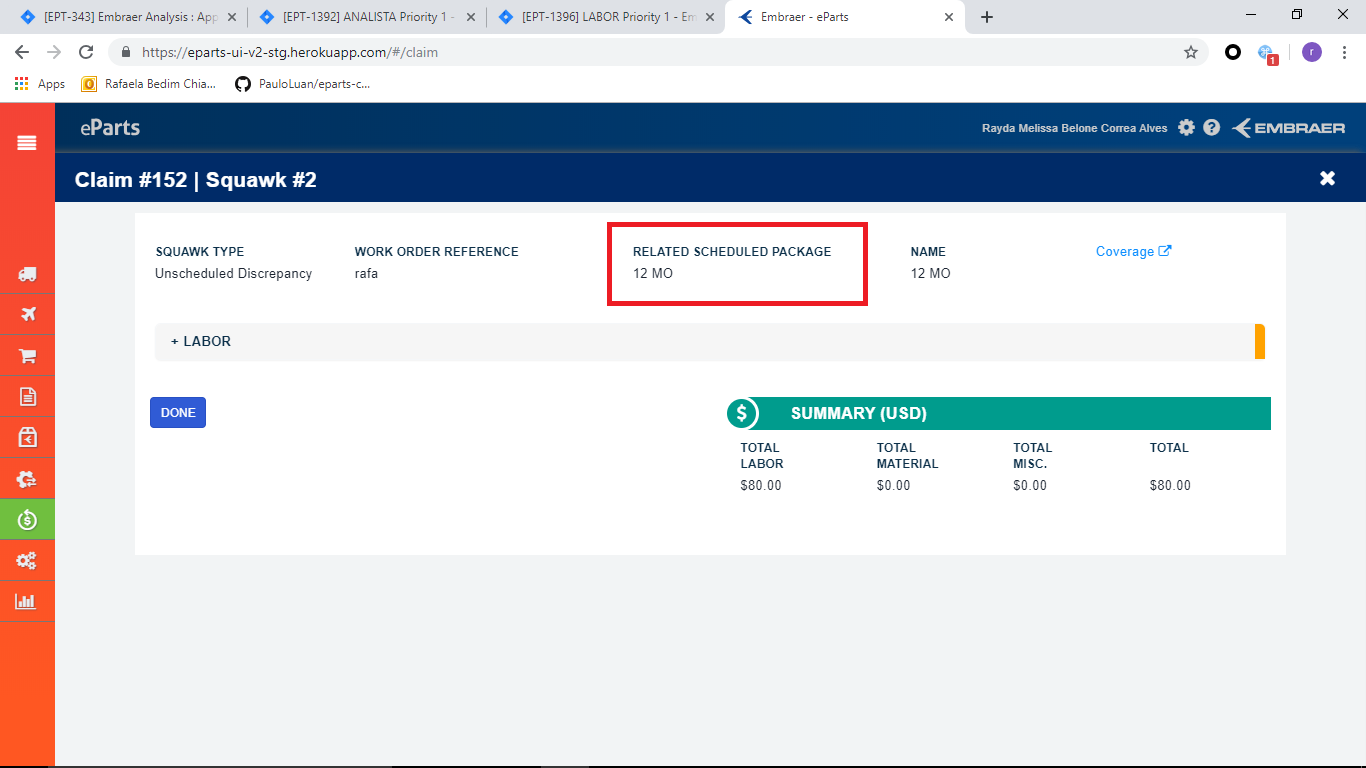 [EPT-343] Embraer Analysis : App
[EPT-1392] ANALISTA Priority 1 -
[EPT-1396] LABOR Priority 1 - Em
Embraer - eParts
https://eparts-ui-v2-stg.herokuapp.com/#/claim
1
r
Apps
Rafaela Bedim Chia...
PauloLuan/eparts-c...
eParts
Rayda Melissa Belone Correa Alves
EMBRAER
Claim #152 | Squawk #2
SQUAWK TYPE
Unscheduled Discrepancy
WORK ORDER REFERENCE
rafa
RELATED SCHEDULED PACKAGE
12 MO
NAME
12 MO
Coverage
+ LABOR
DONE
$ SUMMARY (USD)
TOTAL LABOR
$80.00
TOTAL MATERIAL
$0.00
TOTAL MISC.
$0.00
TOTAL
$80.00